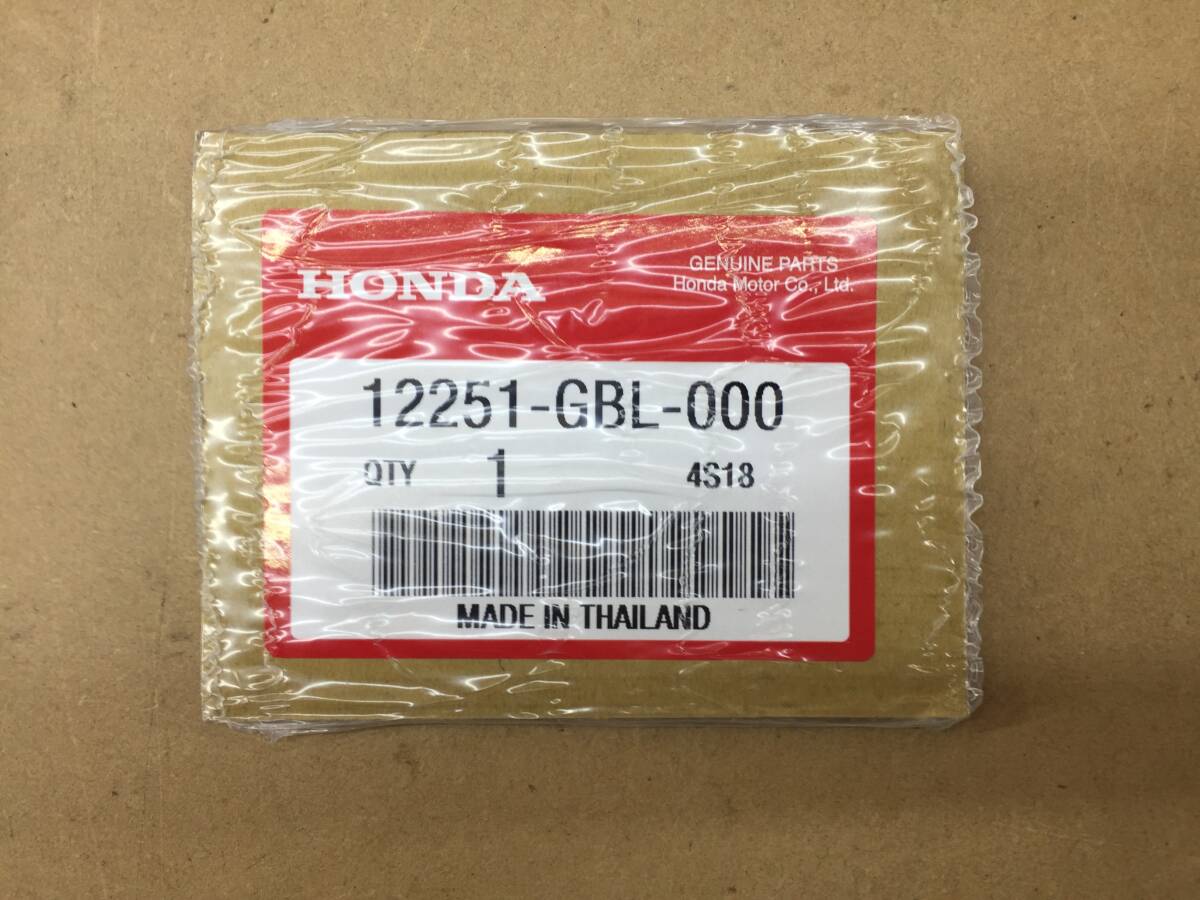 HONDA
GENUINE PARTS
Honda Motor Co., Ltd.
12251-GBL-000
QTY 1 4S18
MADE IN THAILAND